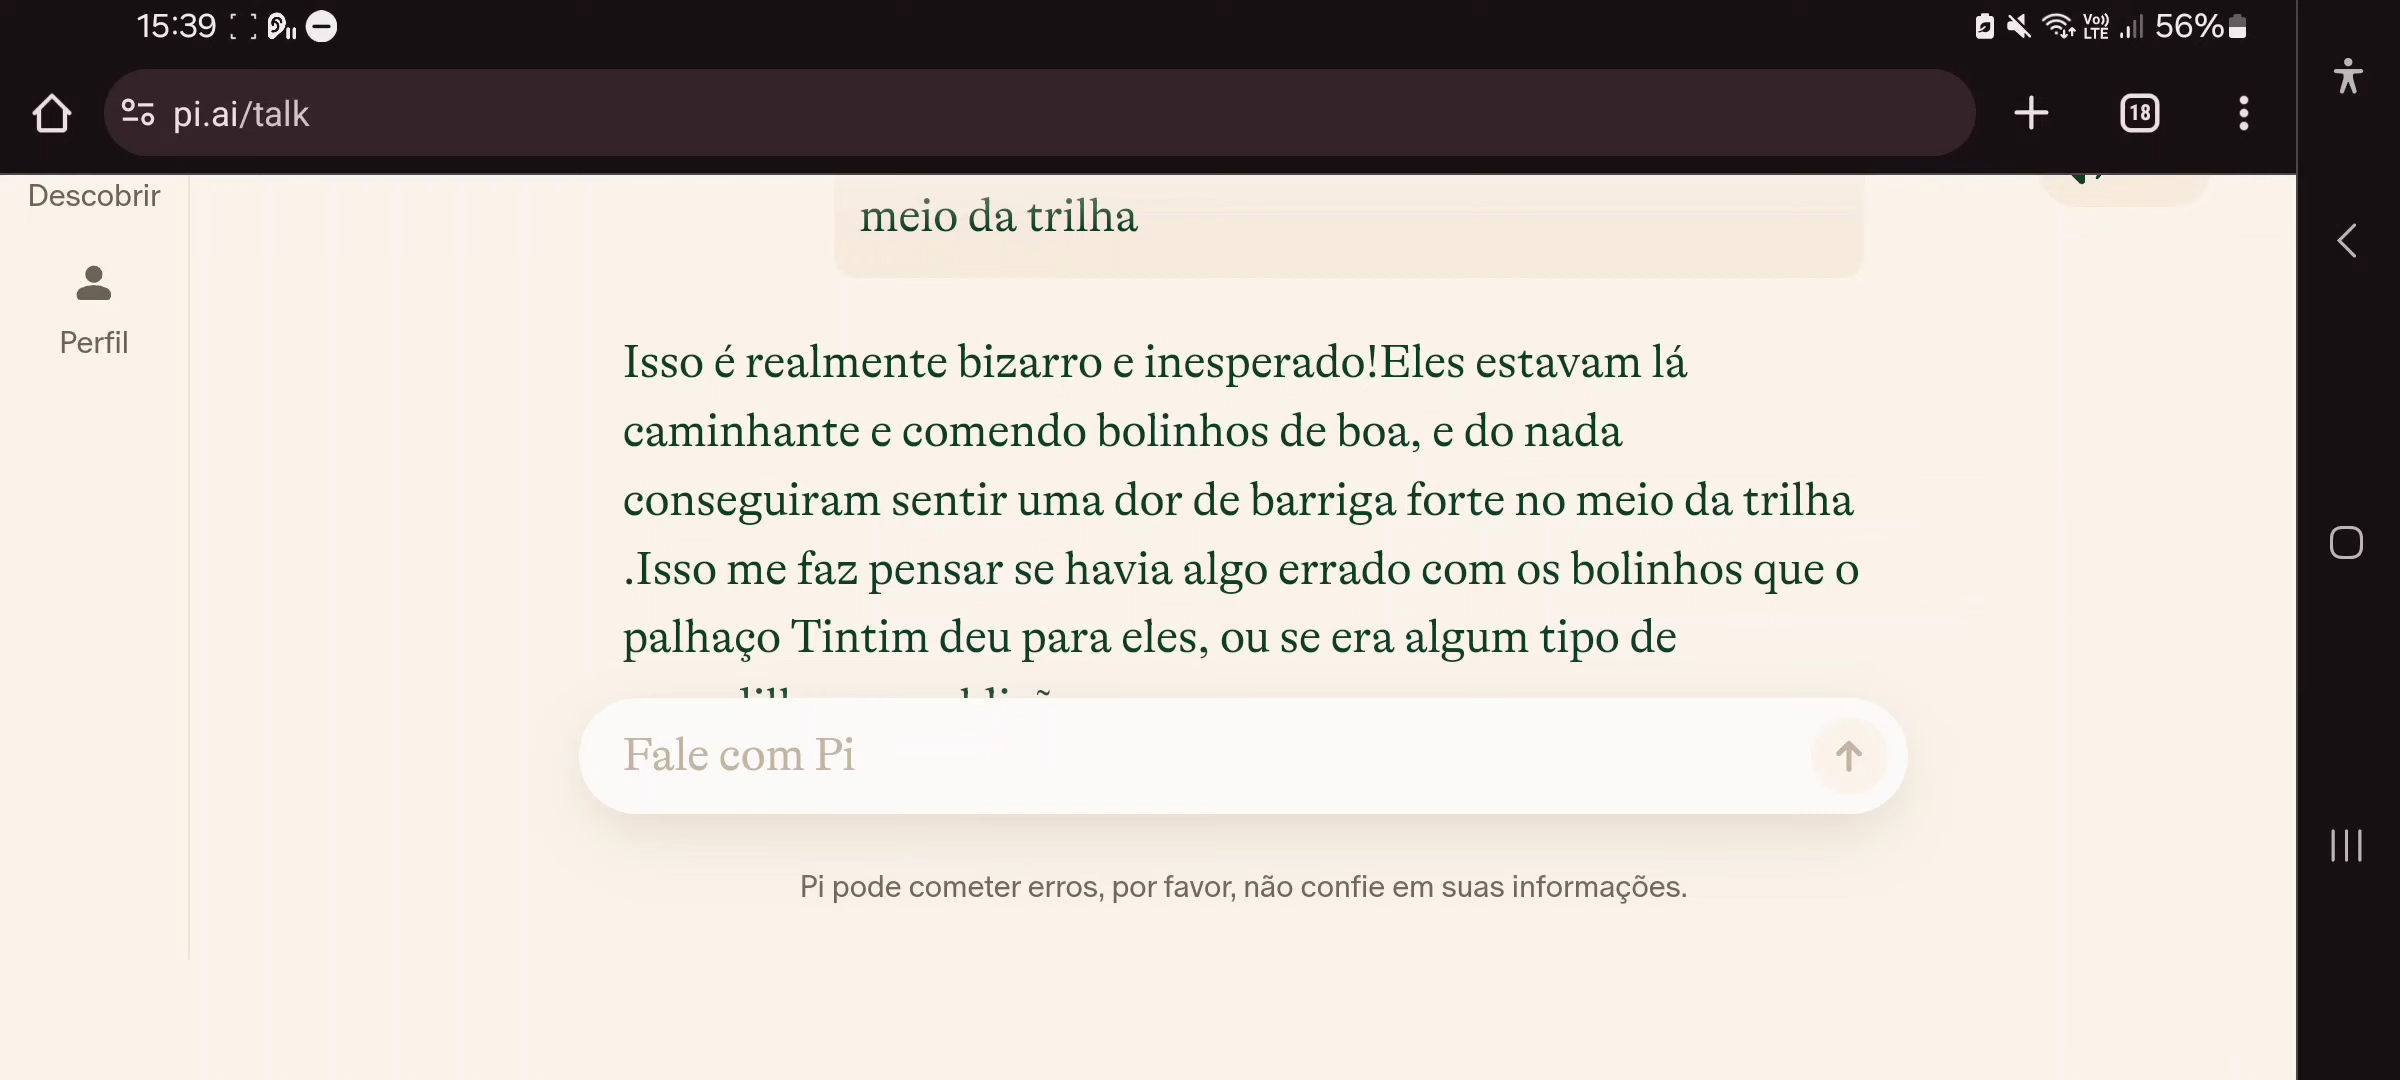 15:39
Vo)) LTE
56%
pi.ai/talk
18
Descobrir
Perfil
meio da trilha
Isso é realmente bizarro e inesperado!Eles estavam lá
caminhante e comendo bolinhos de boa, e do nada
conseguiram sentir uma dor de barriga forte no meio da trilha
.Isso me faz pensar se havia algo errado com os bolinhos que o
palhaço Tintim deu para eles, ou se era algum tipo de
Fale com Pi
Pi pode cometer erros, por favor, não confie em suas informações.